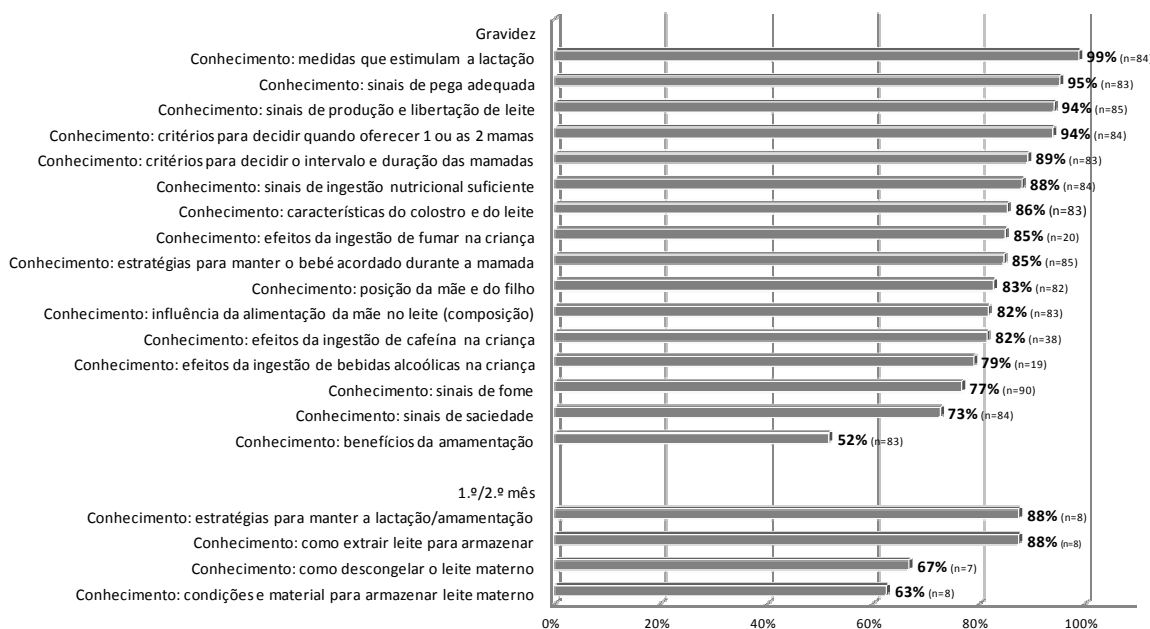 Gravidez
Conhecimento: medidas que estimulam a lactação 99% (n=84)
Conhecimento: sinais de pega adequada 95% (n=83)
Conhecimento: sinais de produção e libertação de leite 94% (n=85)
Conhecimento: critérios para decidir quando oferecer 1 ou as 2 mamas 94% (n=84)
Conhecimento: critérios para decidir o intervalo e duração das mamadas 89% (n=83)
Conhecimento: sinais de ingestão nutricional suficiente 88% (n=84)
Conhecimento: características do colostro e do leite 86% (n=83)
Conhecimento: efeitos da ingestão de fumar na criança 85% (n=20)
Conhecimento: estratégias para manter o bebé acordado durante a mamada 85% (n=85)
Conhecimento: posição da mãe e do filho 83% (n=82)
Conhecimento: influência da alimentação da mãe no leite (composição) 82% (n=83)
Conhecimento: efeitos da ingestão de cafeína na criança 82% (n=38)
Conhecimento: efeitos da ingestão de bebidas alcoólicas na criança 79% (n=19)
Conhecimento: sinais de fome 77% (n=90)
Conhecimento: sinais de saciedade 73% (n=84)
Conhecimento: benefícios da amamentação 52% (n=83)
1.º/2.º mês
Conhecimento: estratégias para manter a lactação/amamentação 88% (n=8)
Conhecimento: como extrair leite para armazenar 88% (n=8)
Conhecimento: como descongelar o leite materno 67% (n=7)
Conhecimento: condições e material para armazenar leite materno 63% (n=8)
0% 20% 40% 60% 80% 100%